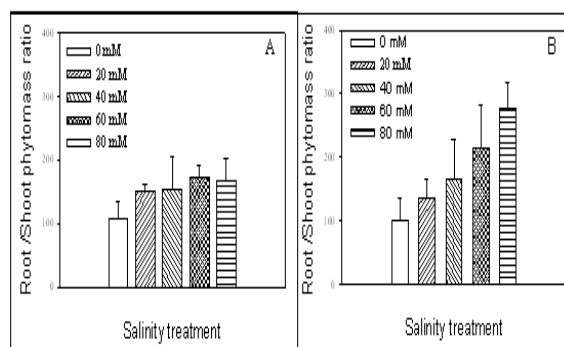 A
400
300
200
100
0
0 mM
20 mM
40 mM
60 mM
80 mM
Root /Shoot phytomass ratio
Salinity treatment
B
400
300
200
100
0
0 mM
20 mM
40 mM
60 mM
80 mM
Root /Shoot phytomass ratio
Salinity treatment